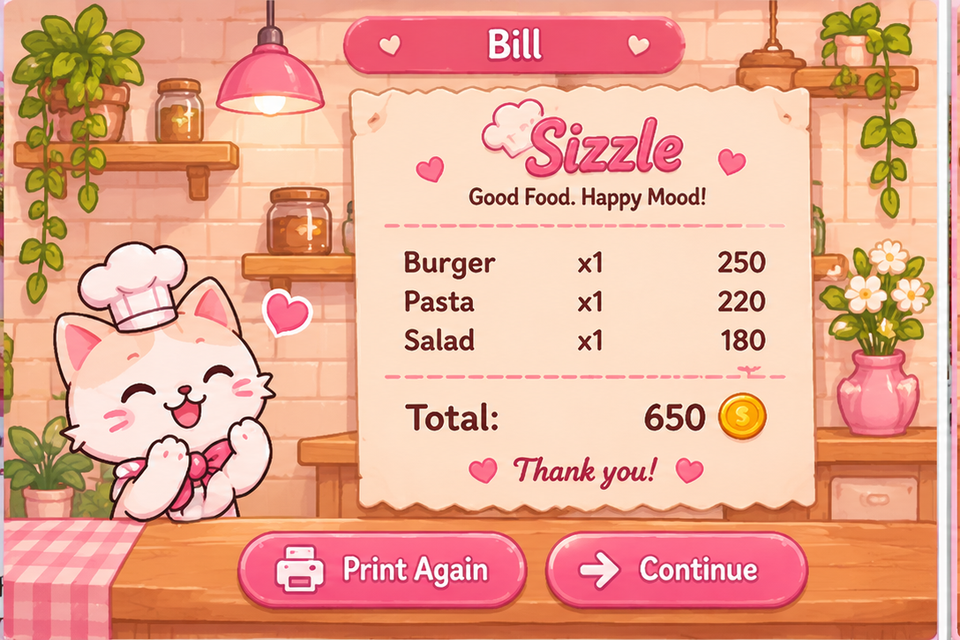 Bill
Sizzle
Good Food. Happy Mood!
Burger x1 250
Pasta x1 220
Salad x1 180
Total: 650
Thank you!
Print Again
Continue